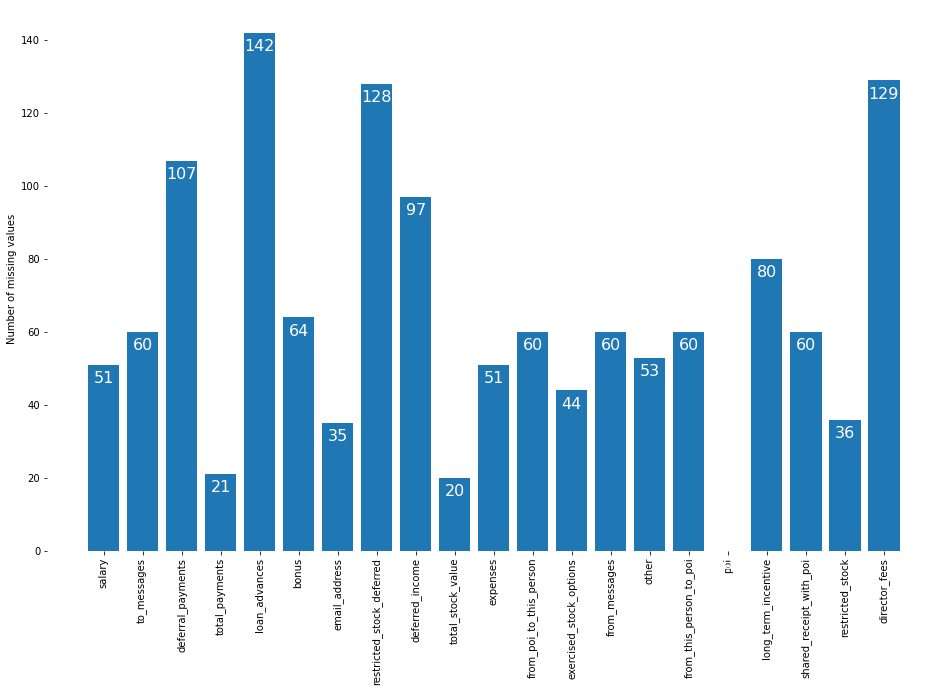 Number of missing values
140
120
100
80
60
40
20
0
51
60
107
21
142
64
35
128
97
20
51
60
44
60
53
60
80
60
36
129
salary
to_messages
deferral_payments
total_payments
loan_advances
bonus
email_address
restricted_stock_deferred
deferred_income
total_stock_value
expenses
from_poi_to_this_person
exercised_stock_options
from_messages
other
from_this_person_to_poi
poi
long_term_incentive
shared_receipt_with_poi
restricted_stock
director_fees